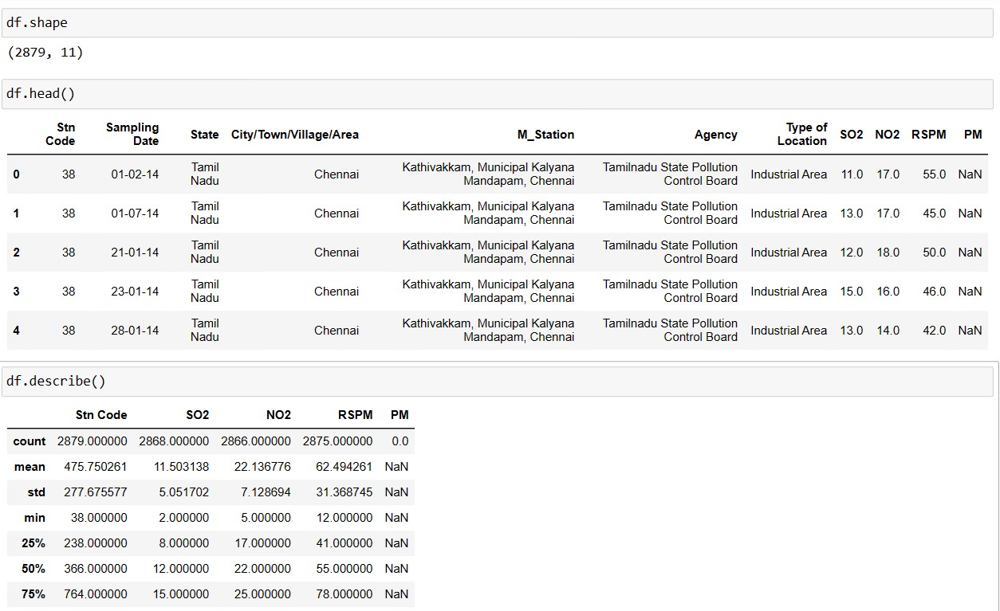 df.shape
(2879, 11)
df.head()
Stn Code Sampling Date State City/Town/Village/Area M_Station Agency Type of Location SO2 NO2 RSPM PM
0 38 01-02-14 Tamil Nadu Chennai Kathivakkam, Municipal Kalyana Mandapam, Chennai Tamilnadu State Pollution Control Board Industrial Area 11.0 17.0 55.0 NaN
1 38 01-07-14 Tamil Nadu Chennai Kathivakkam, Municipal Kalyana Mandapam, Chennai Tamilnadu State Pollution Control Board Industrial Area 13.0 17.0 45.0 NaN
2 38 21-01-14 Tamil Nadu Chennai Kathivakkam, Municipal Kalyana Mandapam, Chennai Tamilnadu State Pollution Control Board Industrial Area 12.0 18.0 50.0 NaN
3 38 23-01-14 Tamil Nadu Chennai Kathivakkam, Municipal Kalyana Mandapam, Chennai Tamilnadu State Pollution Control Board Industrial Area 15.0 16.0 46.0 NaN
4 38 28-01-14 Tamil Nadu Chennai Kathivakkam, Municipal Kalyana Mandapam, Chennai Tamilnadu State Pollution Control Board Industrial Area 13.0 14.0 42.0 NaN
df.describe()
Stn Code SO2 NO2 RSPM PM
count 2879.000000 2868.000000 2866.000000 2875.000000 0.0
mean 475.750261 11.503138 22.136776 62.494261 NaN
std 277.675577 5.051702 7.128694 31.368745 NaN
min 38.000000 2.000000 5.000000 12.000000 NaN
25% 238.000000 8.000000 17.000000 41.000000 NaN
50% 366.000000 12.000000 22.000000 55.000000 NaN
75% 764.000000 15.000000 25.000000 78.000000 NaN